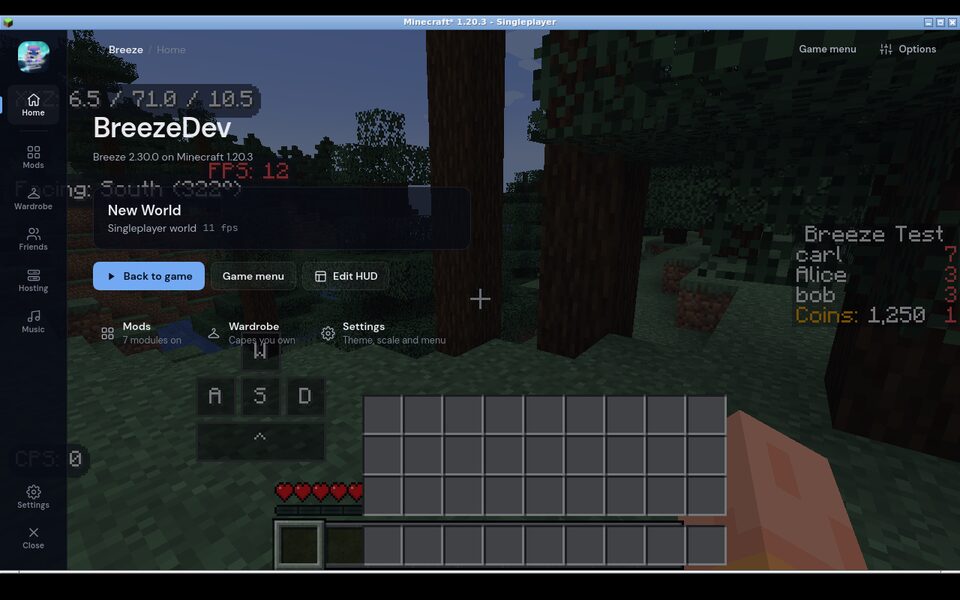 Minecraft* 1.20.3 - Singleplayer
Breeze / Home
Game menu
Options
6.5 / 71.0 / 10.5
Home
BreezeDev
Breeze 2.30.0 on Minecraft 1.20.3
FPS: 12
Mods
Facing: South (322°)
Wardrobe
New World
Singleplayer world 11 fps
Friends
Breeze Test
carl 7
Alice 3
bob 3
Coins: 1,250 1
Back to game
Game menu
Edit HUD
Hosting
Music
Mods
7 modules on
Wardrobe
Capes you own
Settings
Theme, scale and menu
W
A S D
^
CPS: 0
Settings
Close